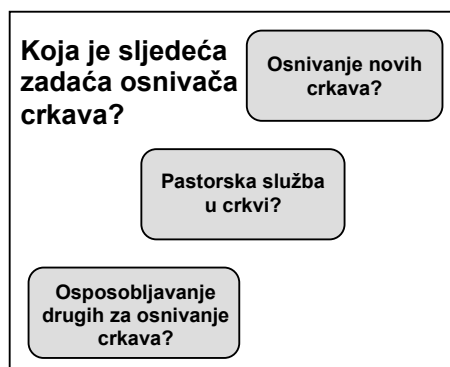 Koja je sljedeća
zadaća osnivača
crkava?
Osnivanje novih
crkava?
Pastorska služba
u crkvi?
Osposobljavanje
drugih za osnivanje
crkava?